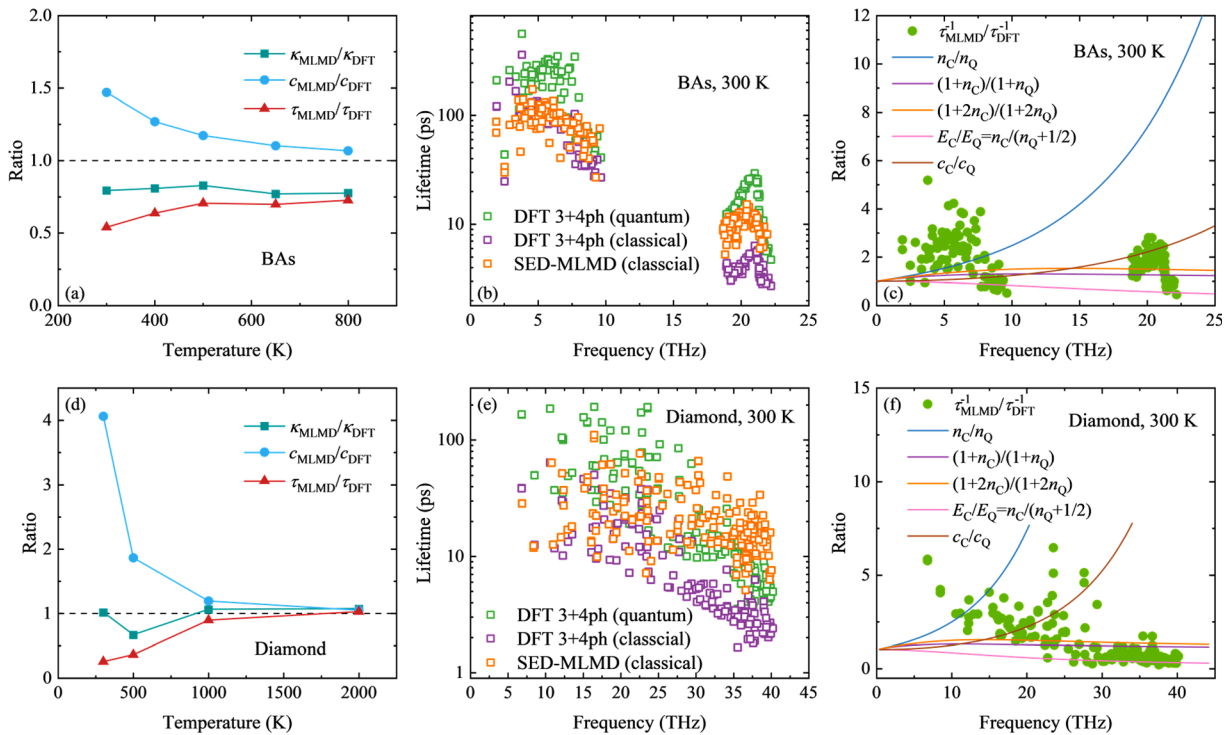 2.0
1.5
1.0
0.5
0.0
Ratio
κMLMD/κDFT
cMLMD/cDFT
τMLMD/τDFT
BAs
(a)
200 400 600 800
Temperature (K)
(b)
BAs, 300 K
100
10
Lifetime (ps)
DFT 3+4ph (quantum)
DFT 3+4ph (classical)
SED-MLMD (classcial)
0 5 10 15 20 25
Frequency (THz)
12
10
8
6
4
2
0
Ratio
τ⁻¹MLMD/τ⁻¹DFT
BAs, 300 K
nC/nQ
(1+nC)/(1+nQ)
(1+2nC)/(1+2nQ)
EC/EQ=nC/(nQ+1/2)
cC/cQ
(c)
0 5 10 15 20 25
Frequency (THz)
(d)
4
3
2
1
0
Ratio
κMLMD/κDFT
cMLMD/cDFT
τMLMD/τDFT
Diamond
0 500 1000 1500 2000
Temperature (K)
(e)
Diamond, 300 K
100
10
1
Lifetime (ps)
DFT 3+4ph (quantum)
DFT 3+4ph (classcial)
SED-MLMD (classical)
0 5 10 15 20 25 30 35 40 45
Frequency (THz)
15
10
5
0
Ratio
τ⁻¹MLMD/τ⁻¹DFT
Diamond, 300 K
nC/nQ
(1+nC)/(1+nQ)
(1+2nC)/(1+2nQ)
EC/EQ=nC/(nQ+1/2)
cC/cQ
(f)
0 10 20 30 40
Frequency (THz)